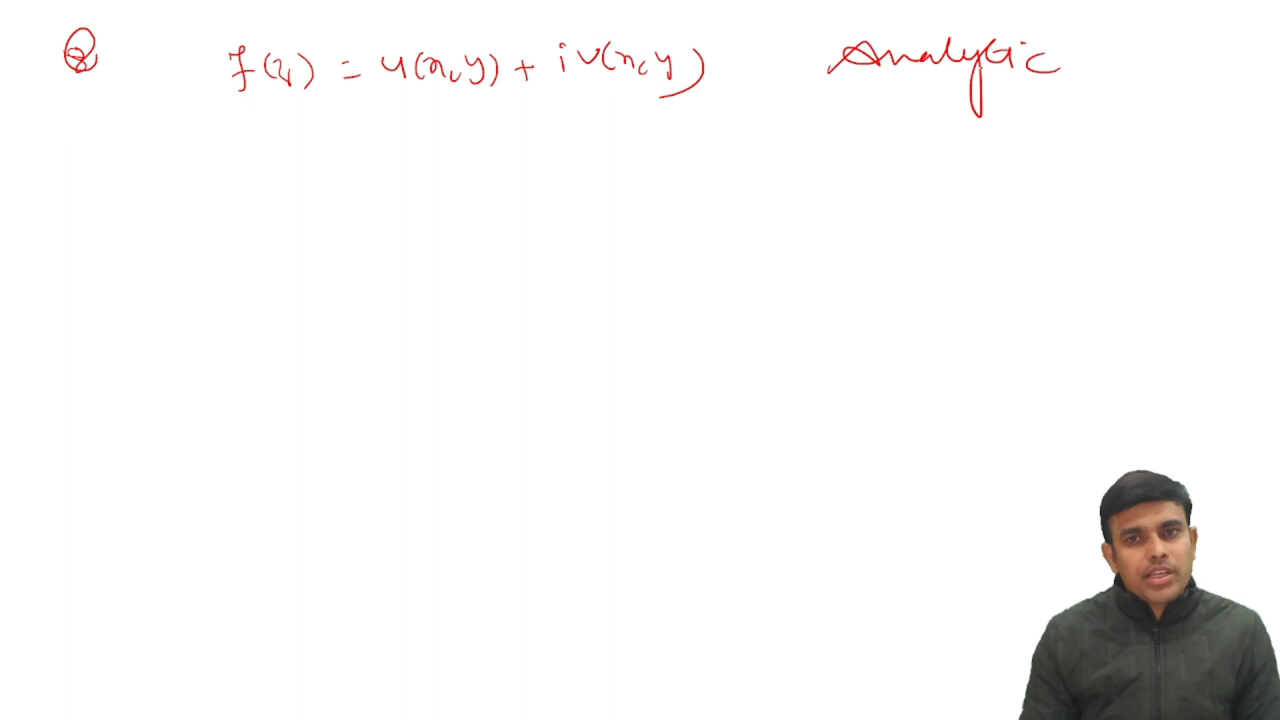 Q f(z) = u(x,y) + iv(x,y) Analytic